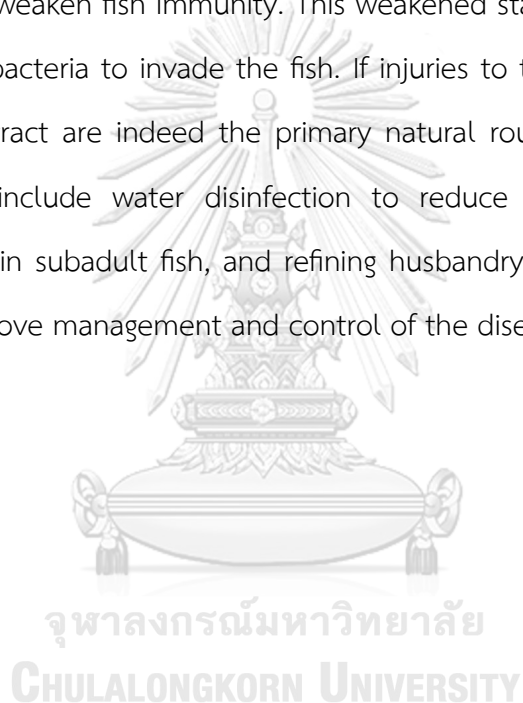 weaken fish immunity. This weakened sta
bacteria to invade the fish. If injuries to t
ract are indeed the primary natural rou
include water disinfection to reduce
in subadult fish, and refining husbandry
ove management and control of the dise
จุฬาลงกรณ์มหาวิทยาลัย
CHULALONGKORN UNIVERSITY